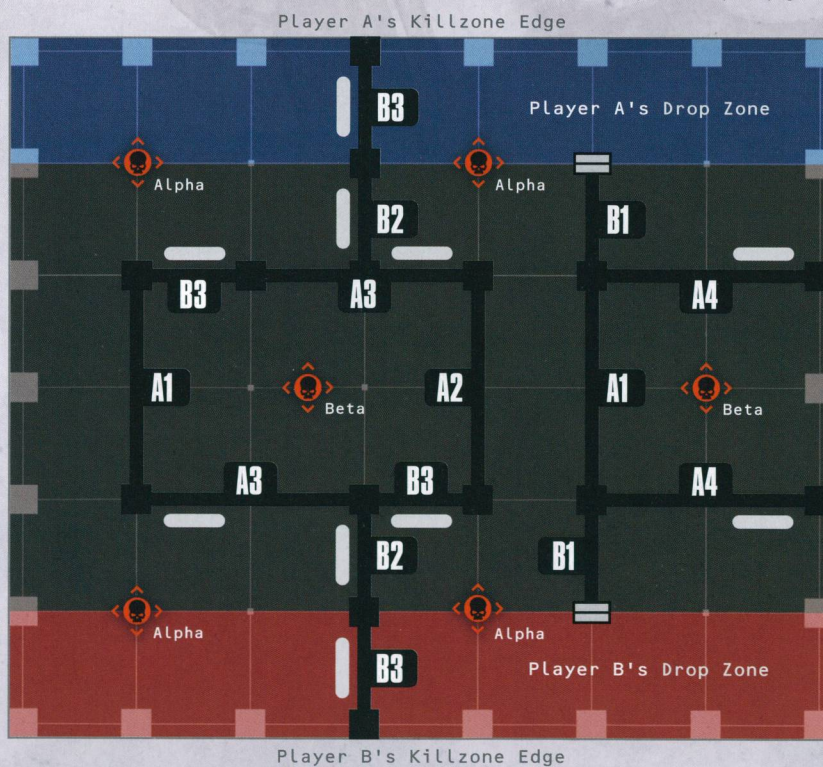 Player A's Killzone Edge
B3
Player A's Drop Zone
Alpha
Alpha
B2
B1
B3
A3
A4
A1
A2
A1
Beta
Beta
A3
B3
A4
B2
B1
Alpha
Alpha
B3
Player B's Drop Zone
Player B's Killzone Edge